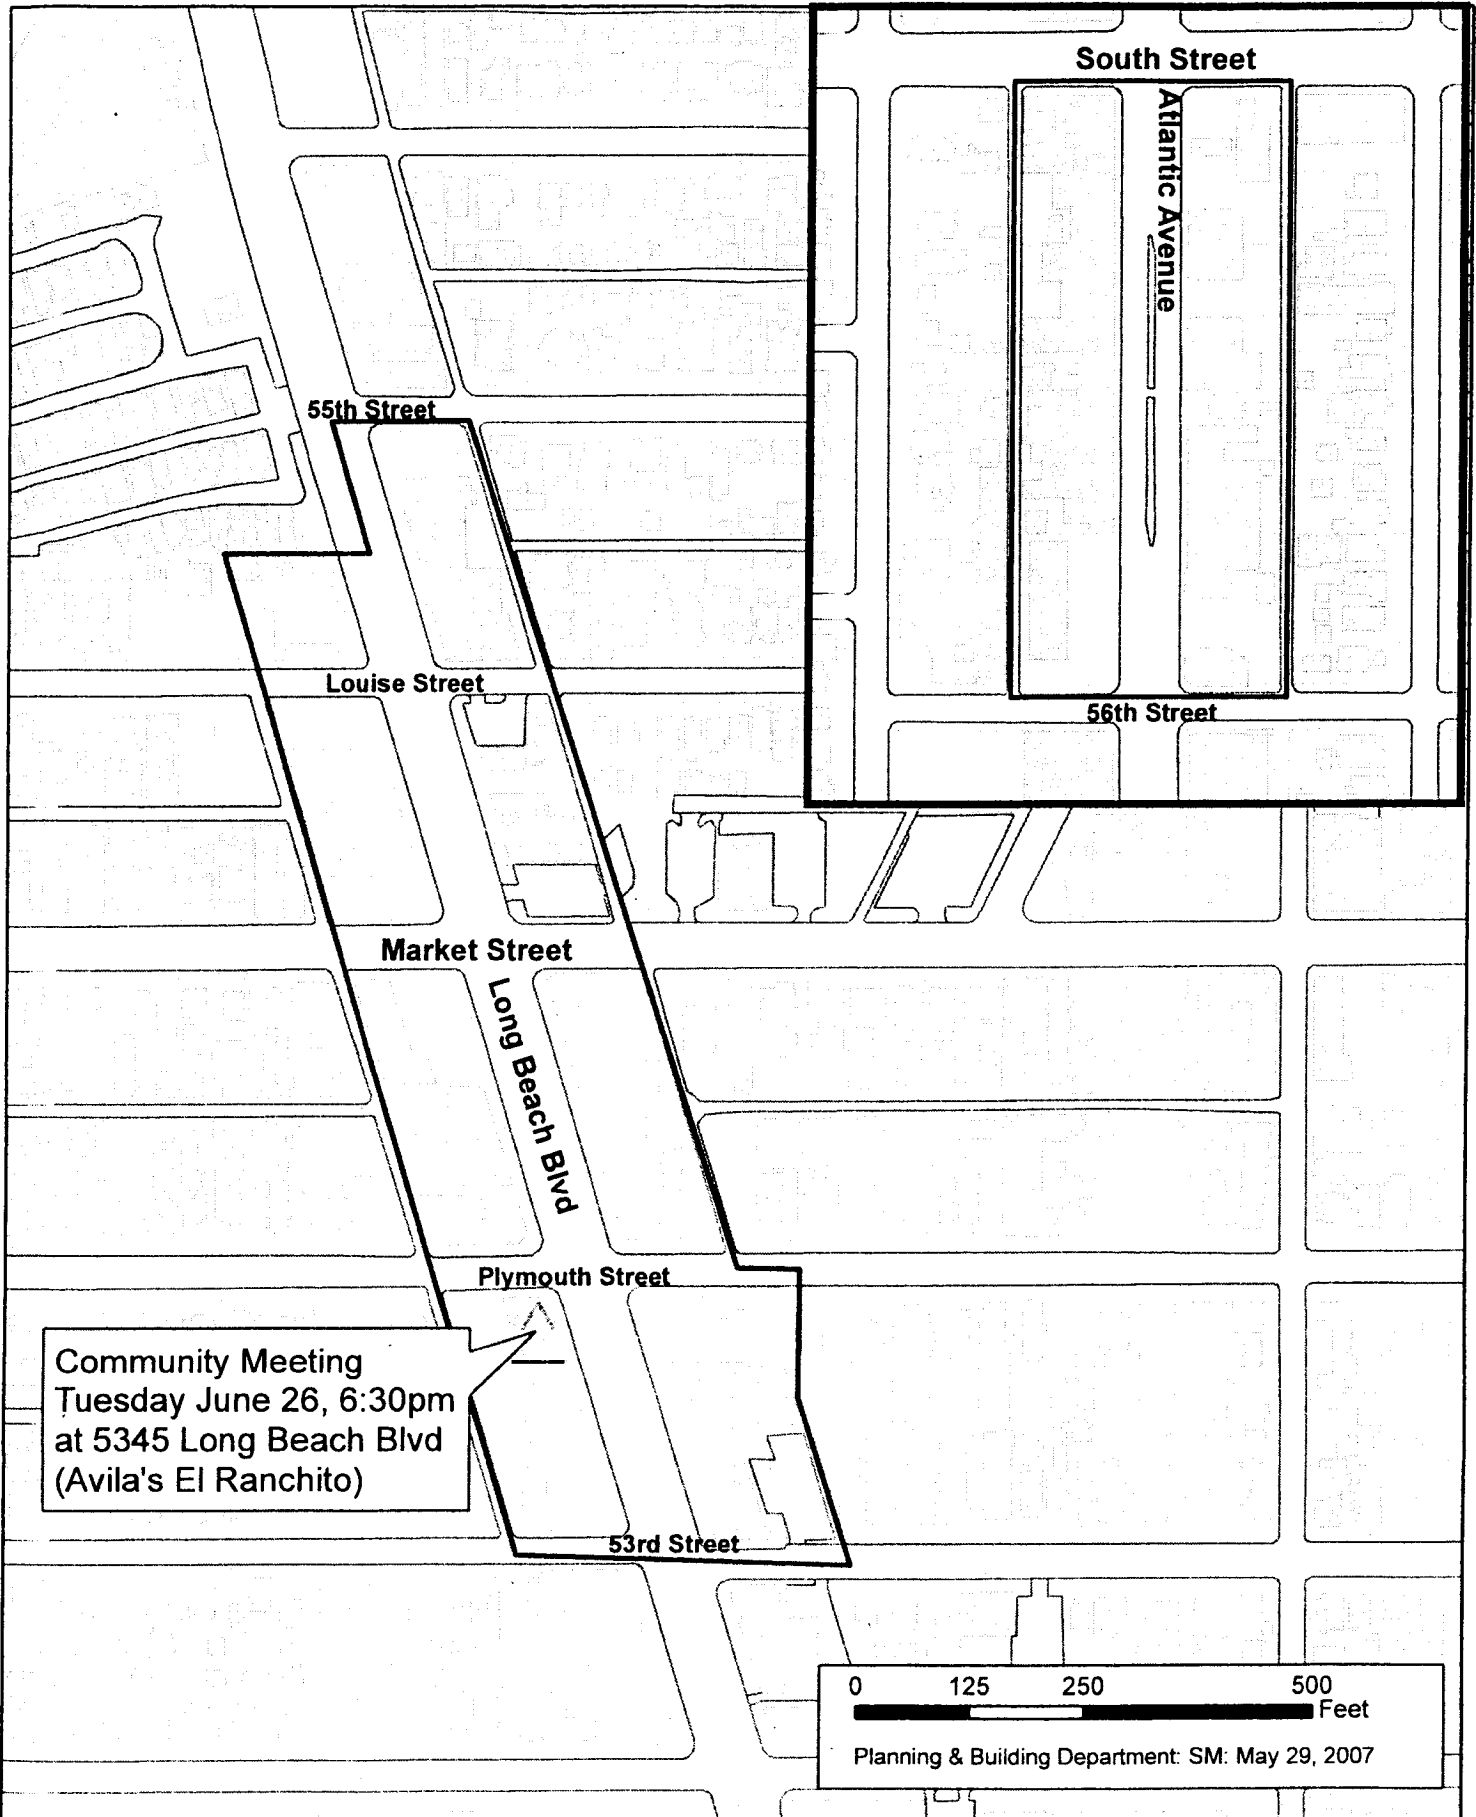 South Street
Atlantic Avenue
56th Street
55th Street
Louise Street
Market Street
Long Beach Blvd
Plymouth Street
Community Meeting
Tuesday June 26, 6:30pm
at 5345 Long Beach Blvd
(Avila's El Ranchito)
53rd Street
0 125 250 500
Feet
Planning & Building Department: SM: May 29, 2007